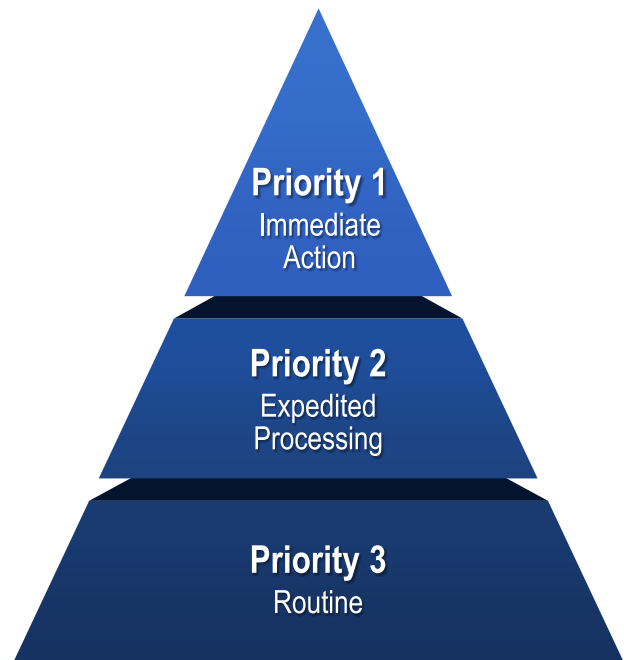 Priority 1
Immediate
Action
Priority 2
Expedited
Processing
Priority 3
Routine